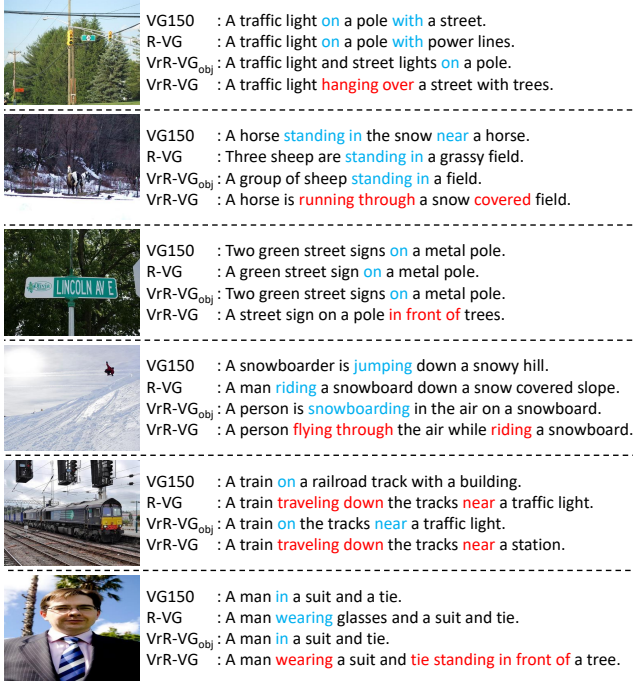 VG150 : A traffic light on a pole with a street.
R-VG : A traffic light on a pole with power lines.
VrR-VG_obj : A traffic light and street lights on a pole.
VrR-VG : A traffic light hanging over a street with trees.
VG150 : A horse standing in the snow near a horse.
R-VG : Three sheep are standing in a grassy field.
VrR-VG_obj : A group of sheep standing in a field.
VrR-VG : A horse is running through a snow covered field.
LINCOLN AV E
VG150 : Two green street signs on a metal pole.
R-VG : A green street sign on a metal pole.
VrR-VG_obj : Two green street signs on a metal pole.
VrR-VG : A street sign on a pole in front of trees.
VG150 : A snowboarder is jumping down a snowy hill.
R-VG : A man riding a snowboard down a snow covered slope.
VrR-VG_obj : A person is snowboarding in the air on a snowboard.
VrR-VG : A person flying through the air while riding a snowboard.
VG150 : A train on a railroad track with a building.
R-VG : A train traveling down the tracks near a traffic light.
VrR-VG_obj : A train on the tracks near a traffic light.
VrR-VG : A train traveling down the tracks near a station.
VG150 : A man in a suit and a tie.
R-VG : A man wearing glasses and a suit and tie.
VrR-VG_obj : A man in a suit and tie.
VrR-VG : A man wearing a suit and tie standing in front of a tree.